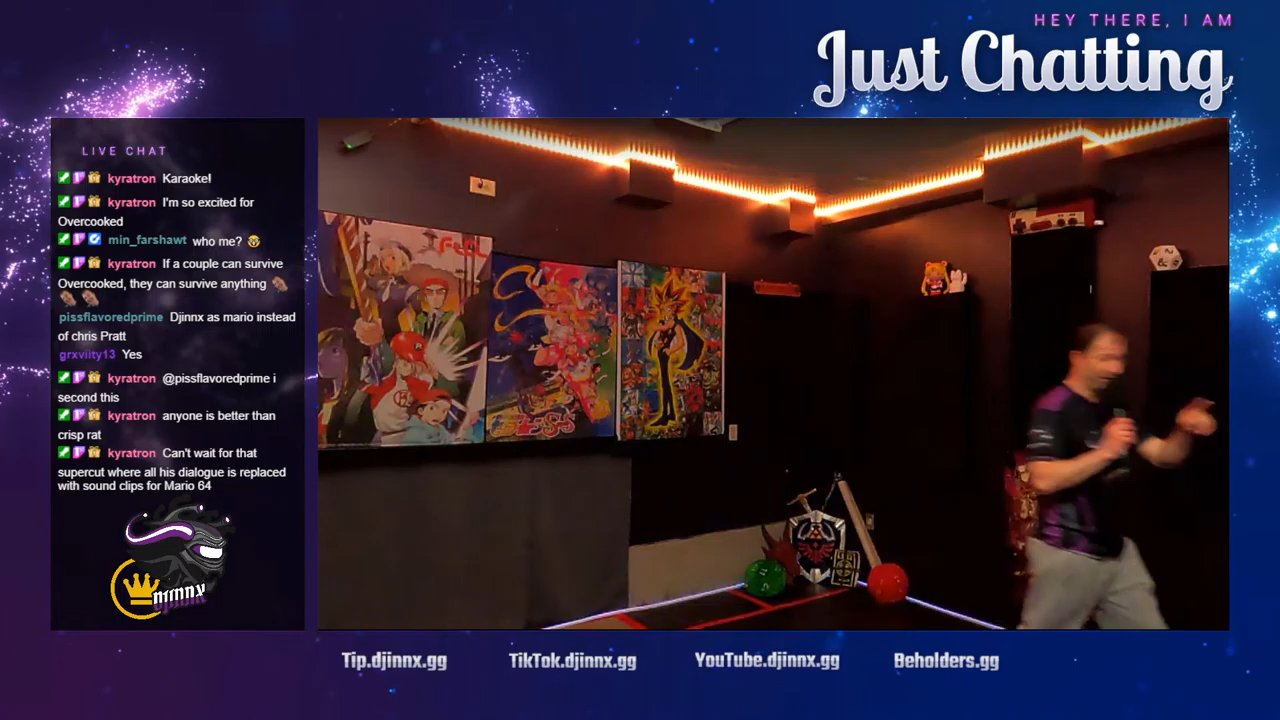 HEY THERE, I AM
Just Chatting
LIVE CHAT
kyratron Karaoke!
kyratron I'm so excited for
Overcooked
min_farshawt who me?
kyratron If a couple can survive
Overcooked, they can survive anything
pissflavoredprime Djinnx as mario instead
of chris Pratt
grxviity13 Yes
kyratron @pissflavoredprime i
second this
kyratron anyone is better than
crisp rat
kyratron Can't wait for that
supercut where all his dialogue is replaced
with sound clips for Mario 64
DJINNX
FLCL
Tip.djinnx.gg
TikTok.djinnx.gg
YouTube.djinnx.gg
Beholders.gg